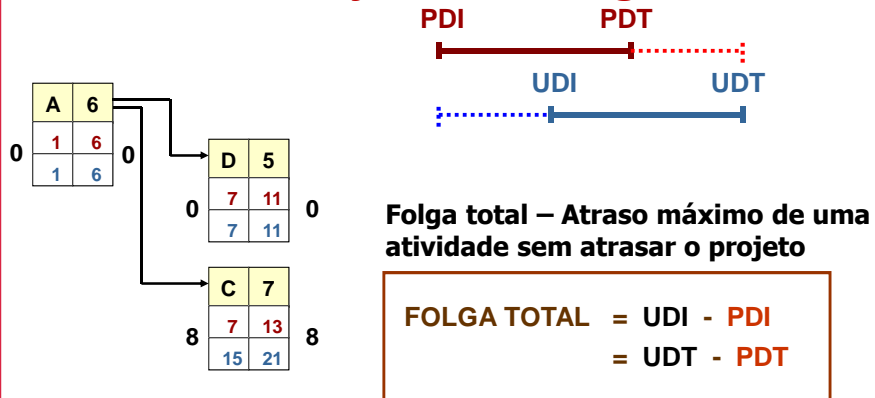 PDI PDT
UDI UDT
A 6
0 1 6 0
1 6
D 5
0 7 11 0
7 11
C 7
8 7 13 8
15 21
Folga total – Atraso máximo de uma
atividade sem atrasar o projeto
FOLGA TOTAL = UDI - PDI
= UDT - PDT